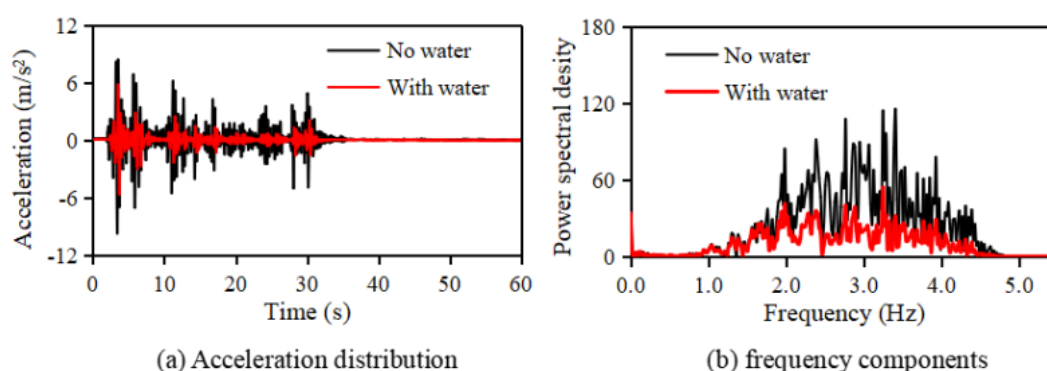 12
6
0
-6
-12
Acceleration (m/s²)
No water
With water
0 10 20 30 40 50 60
Time (s)
(a) Acceleration distribution
180
120
60
0
Power spectral desity
No water
With water
0.0 1.0 2.0 3.0 4.0 5.0
Frequency (Hz)
(b) frequency components